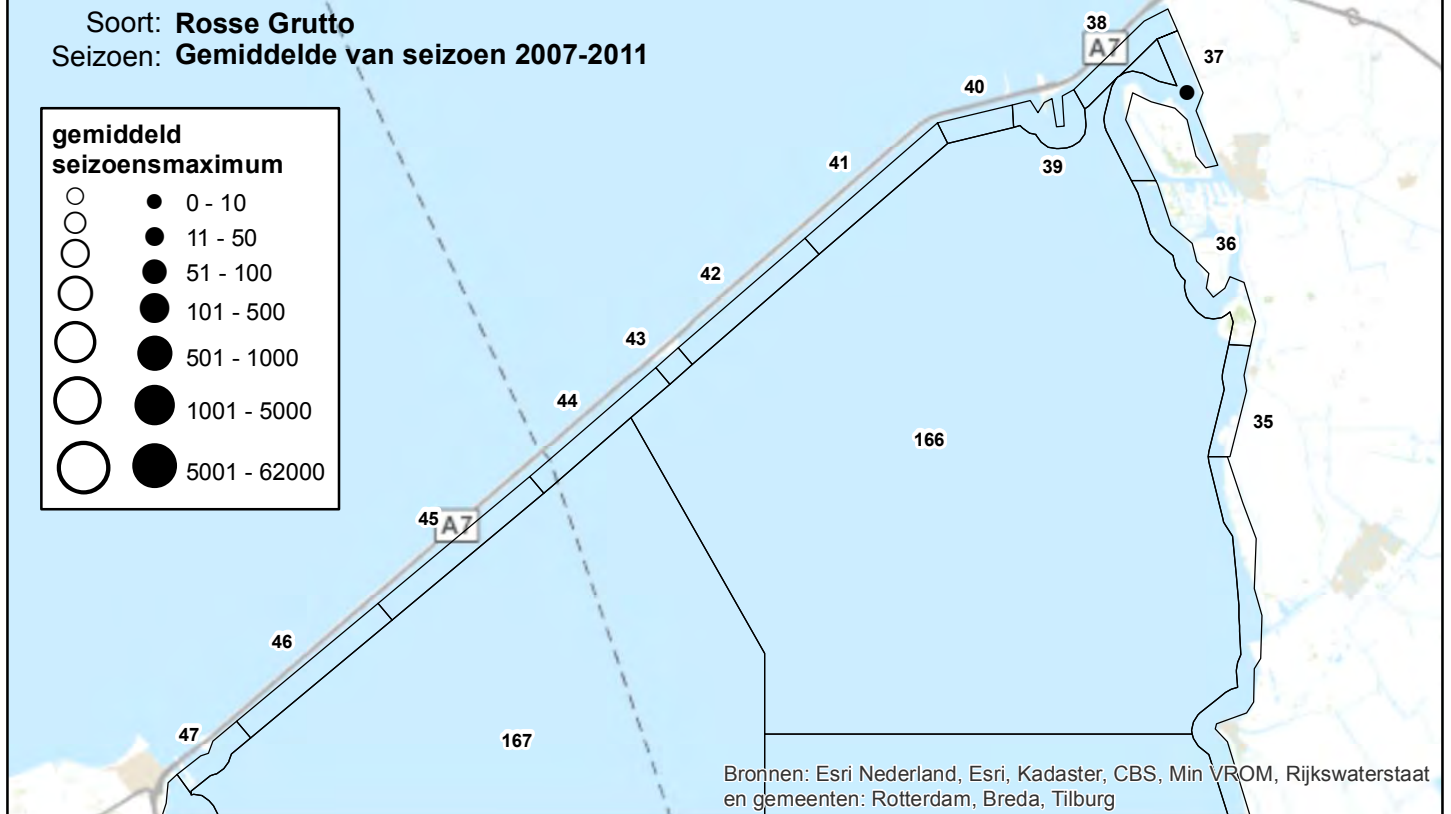 Soort: Rosse Grutto
Seizoen: Gemiddelde van seizoen 2007-2011
gemiddeld
seizoensmaximum
0 - 10
11 - 50
51 - 100
101 - 500
501 - 1000
1001 - 5000
5001 - 62000
38
A7
37
40
41
39
36
42
43
44
35
166
45
A7
46
47
167
Bronnen: Esri Nederland, Esri, Kadaster, CBS, Min VROM, Rijkswaterstaat
en gemeenten: Rotterdam, Breda, Tilburg